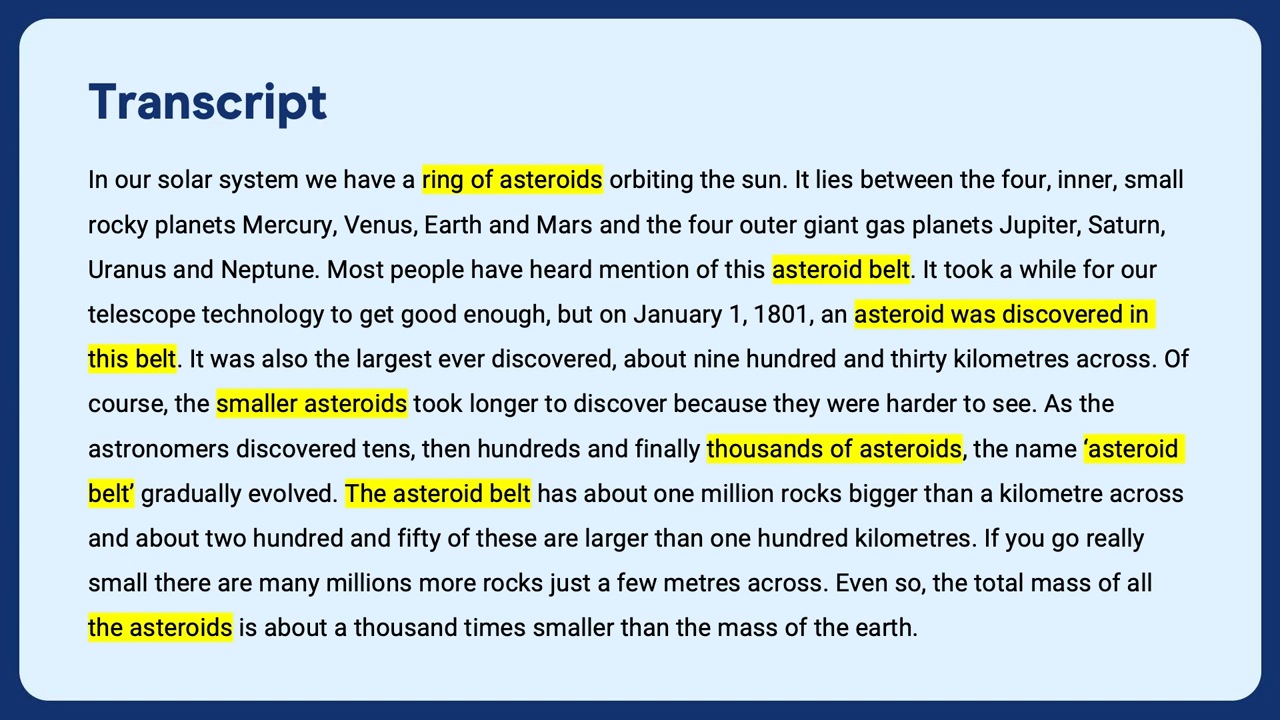 Transcript
In our solar system we have a ring of asteroids orbiting the sun. It lies between the four, inner, small
rocky planets Mercury, Venus, Earth and Mars and the four outer giant gas planets Jupiter, Saturn,
Uranus and Neptune. Most people have heard mention of this asteroid belt. It took a while for our
telescope technology to get good enough, but on January 1, 1801, an asteroid was discovered in
this belt. It was also the largest ever discovered, about nine hundred and thirty kilometres across. Of
course, the smaller asteroids took longer to discover because they were harder to see. As the
astronomers discovered tens, then hundreds and finally thousands of asteroids, the name ‘asteroid
belt’ gradually evolved. The asteroid belt has about one million rocks bigger than a kilometre across
and about two hundred and fifty of these are larger than one hundred kilometres. If you go really
small there are many millions more rocks just a few metres across. Even so, the total mass of all
the asteroids is about a thousand times smaller than the mass of the earth.